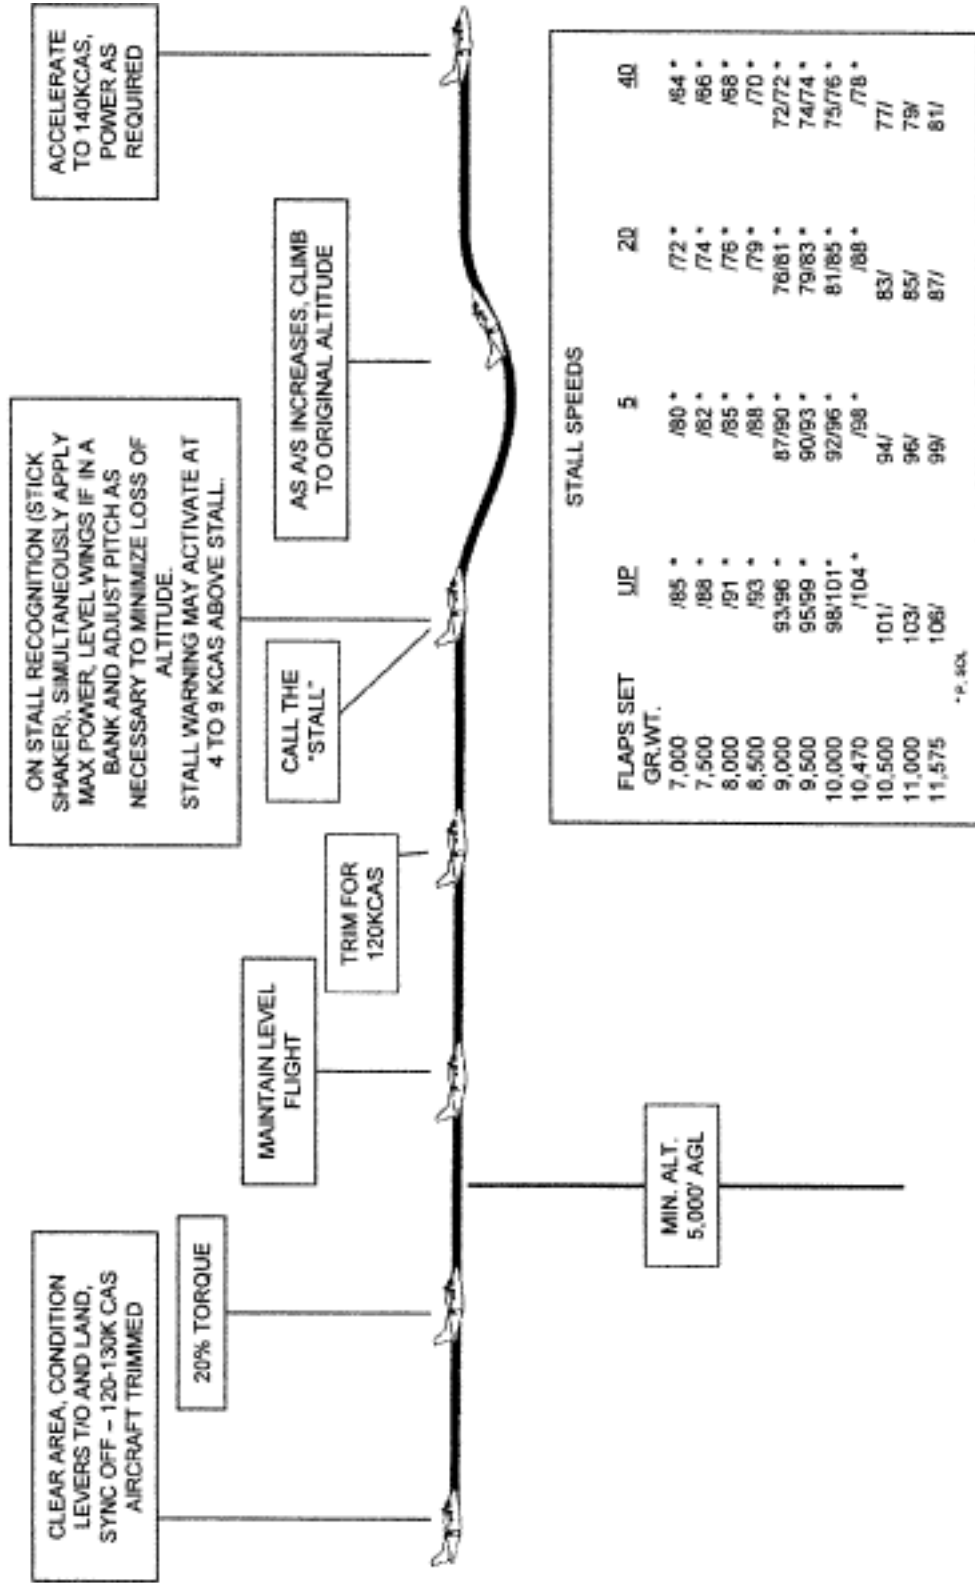 CLEAR AREA, CONDITION
LEVERS T/O AND LAND,
SYNC OFF – 120-130K CAS
AIRCRAFT TRIMMED
20% TORQUE
MAINTAIN LEVEL
FLIGHT
TRIM FOR
120KCAS
CALL THE
"STALL"
ON STALL RECOGNITION (STICK
SHAKER), SIMULTANEOUSLY APPLY
MAX POWER, LEVEL WINGS IF IN A
BANK AND ADJUST PITCH AS
NECESSARY TO MINIMIZE LOSS OF
ALTITUDE.
STALL WARNING MAY ACTIVATE AT
4 TO 9 KCAS ABOVE STALL.
AS A/S INCREASES, CLIMB
TO ORIGINAL ALTITUDE
ACCELERATE
TO 140KCAS,
POWER AS
REQUIRED
MIN. ALT.
5,000' AGL
STALL SPEEDS
FLAPS SET UP 5 20 40
GR.WT.
7,000 /85 * /80 * /72 * /64 *
7,500 /88 * /82 * /74 * /66 *
8,000 /91 * /85 * /76 * /68 *
8,500 /93 * /88 * /79 * /70 *
9,000 93/96 * 87/90 * 76/81 * 72/72 *
9,500 95/99 * 90/93 * 79/83 * 74/74 *
10,000 98/101* 92/96 * 81/85 * 75/76 *
10,470 /104 * /98 * /88 * /78 *
10,500 101/ 94/ 83/ 77/
11,000 103/ 96/ 85/ 79/
11,575 106/ 99/ 87/ 81/